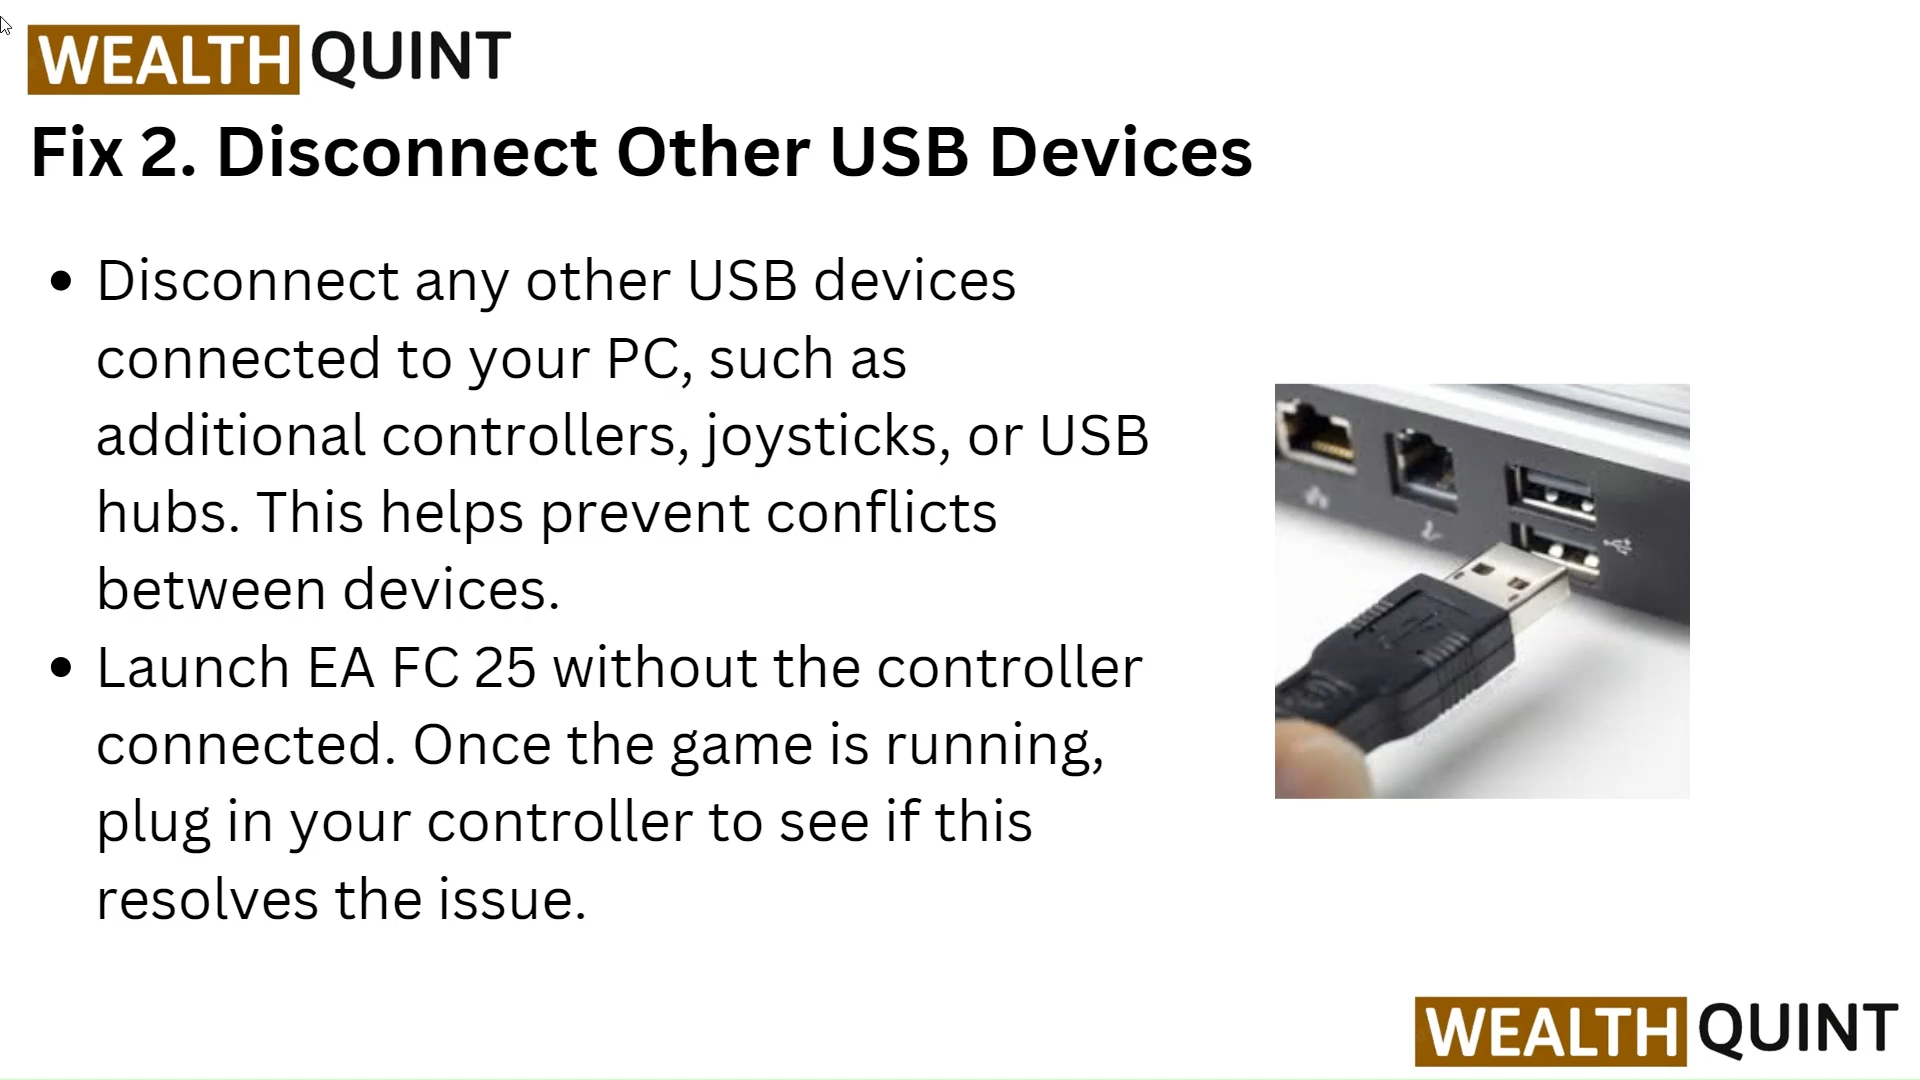 WEALTH QUINT
Fix 2. Disconnect Other USB Devices
• Disconnect any other USB devices
connected to your PC, such as
additional controllers, joysticks, or USB
hubs. This helps prevent conflicts
between devices.
• Launch EA FC 25 without the controller
connected. Once the game is running,
plug in your controller to see if this
resolves the issue.
WEALTH QUINT